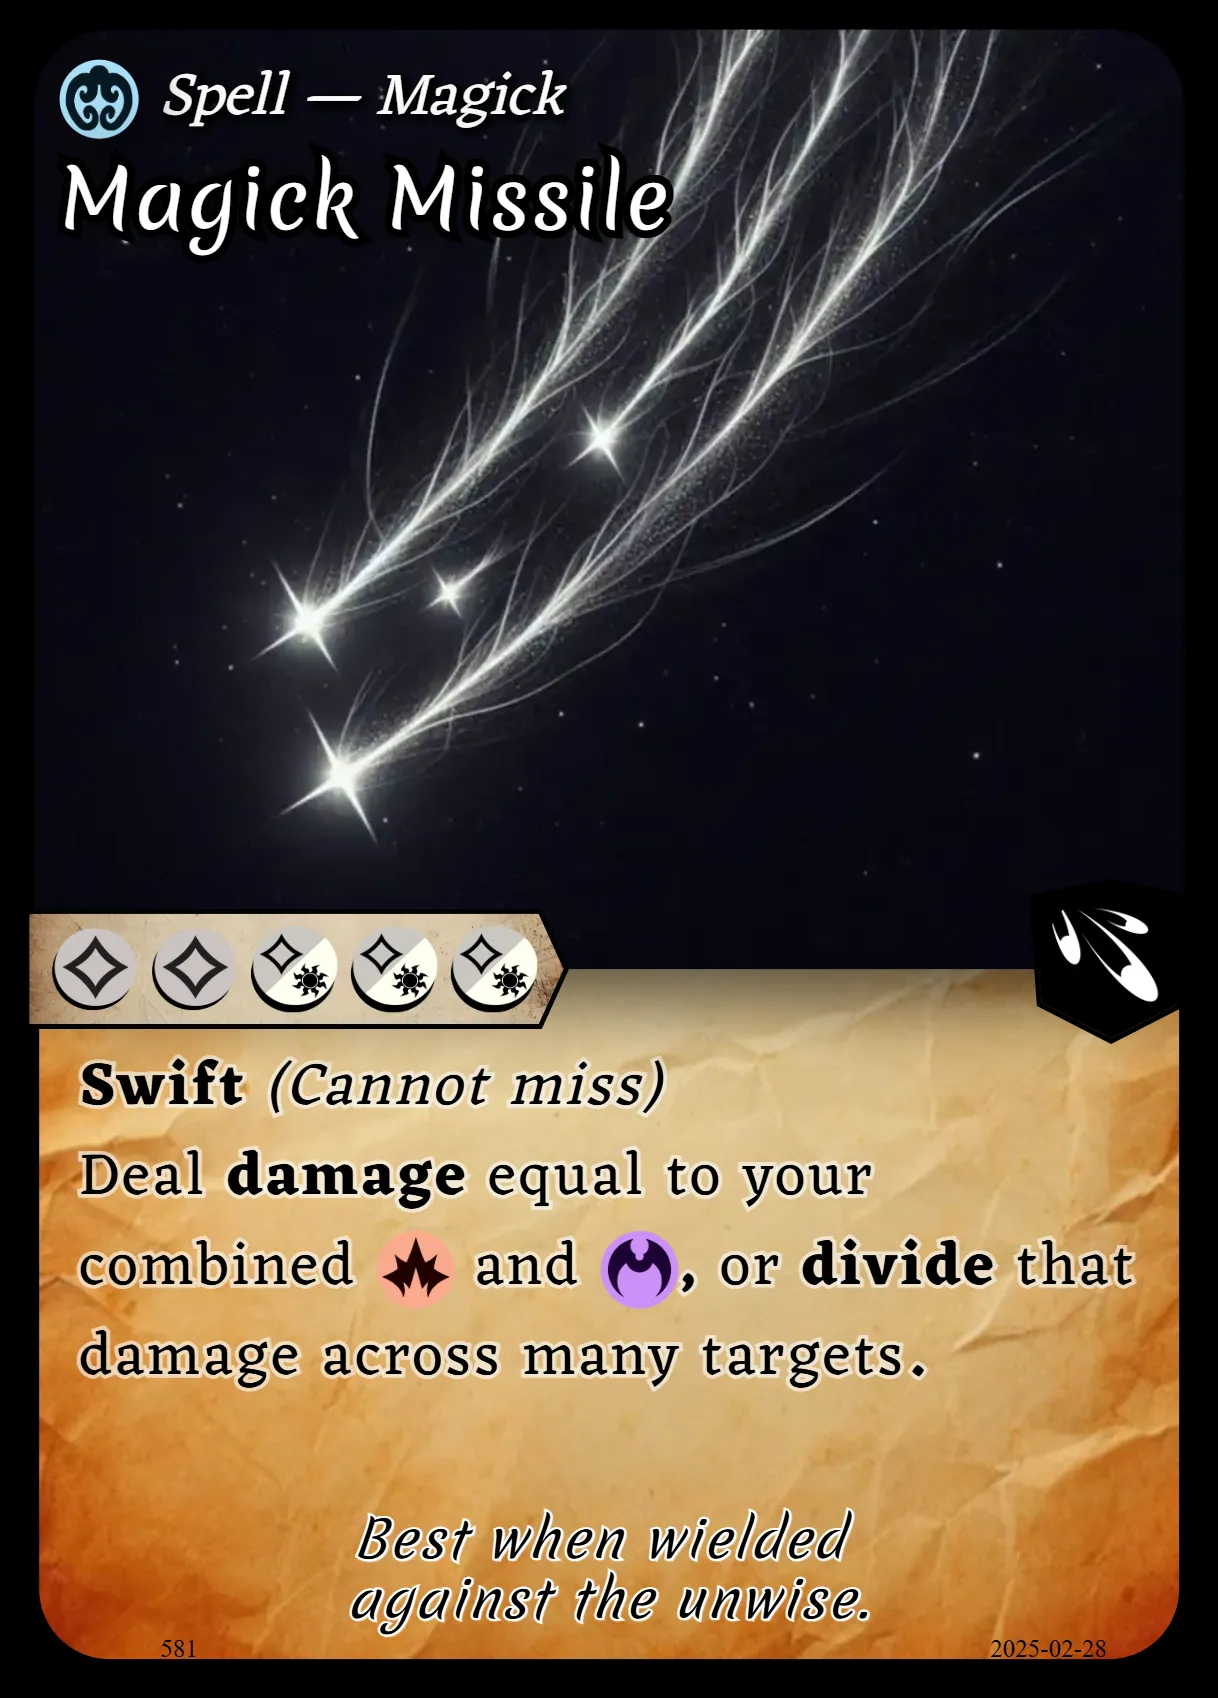 Spell — Magick
Magick Missile
Swift (Cannot miss)
Deal damage equal to your
combined and , or divide that
damage across many targets.
Best when wielded
against the unwise.
581
2025-02-28